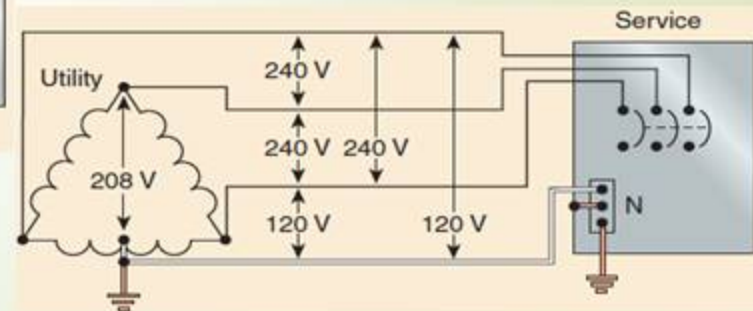 Service
Utility
240 V
240 V 240 V
208 V
120 V
120 V
N